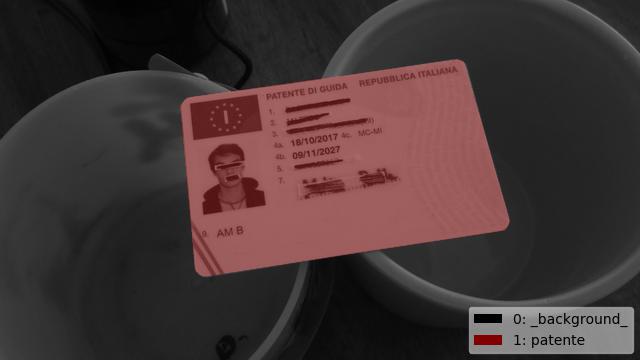 PATENTE DI GUIDA REPUBBLICA ITALIANA
I
1.
2.
3.
4a. 18/10/2017 4c. MC-MI
4b. 09/11/2027
5.
7.
9. AM B
0: _background_
1: patente